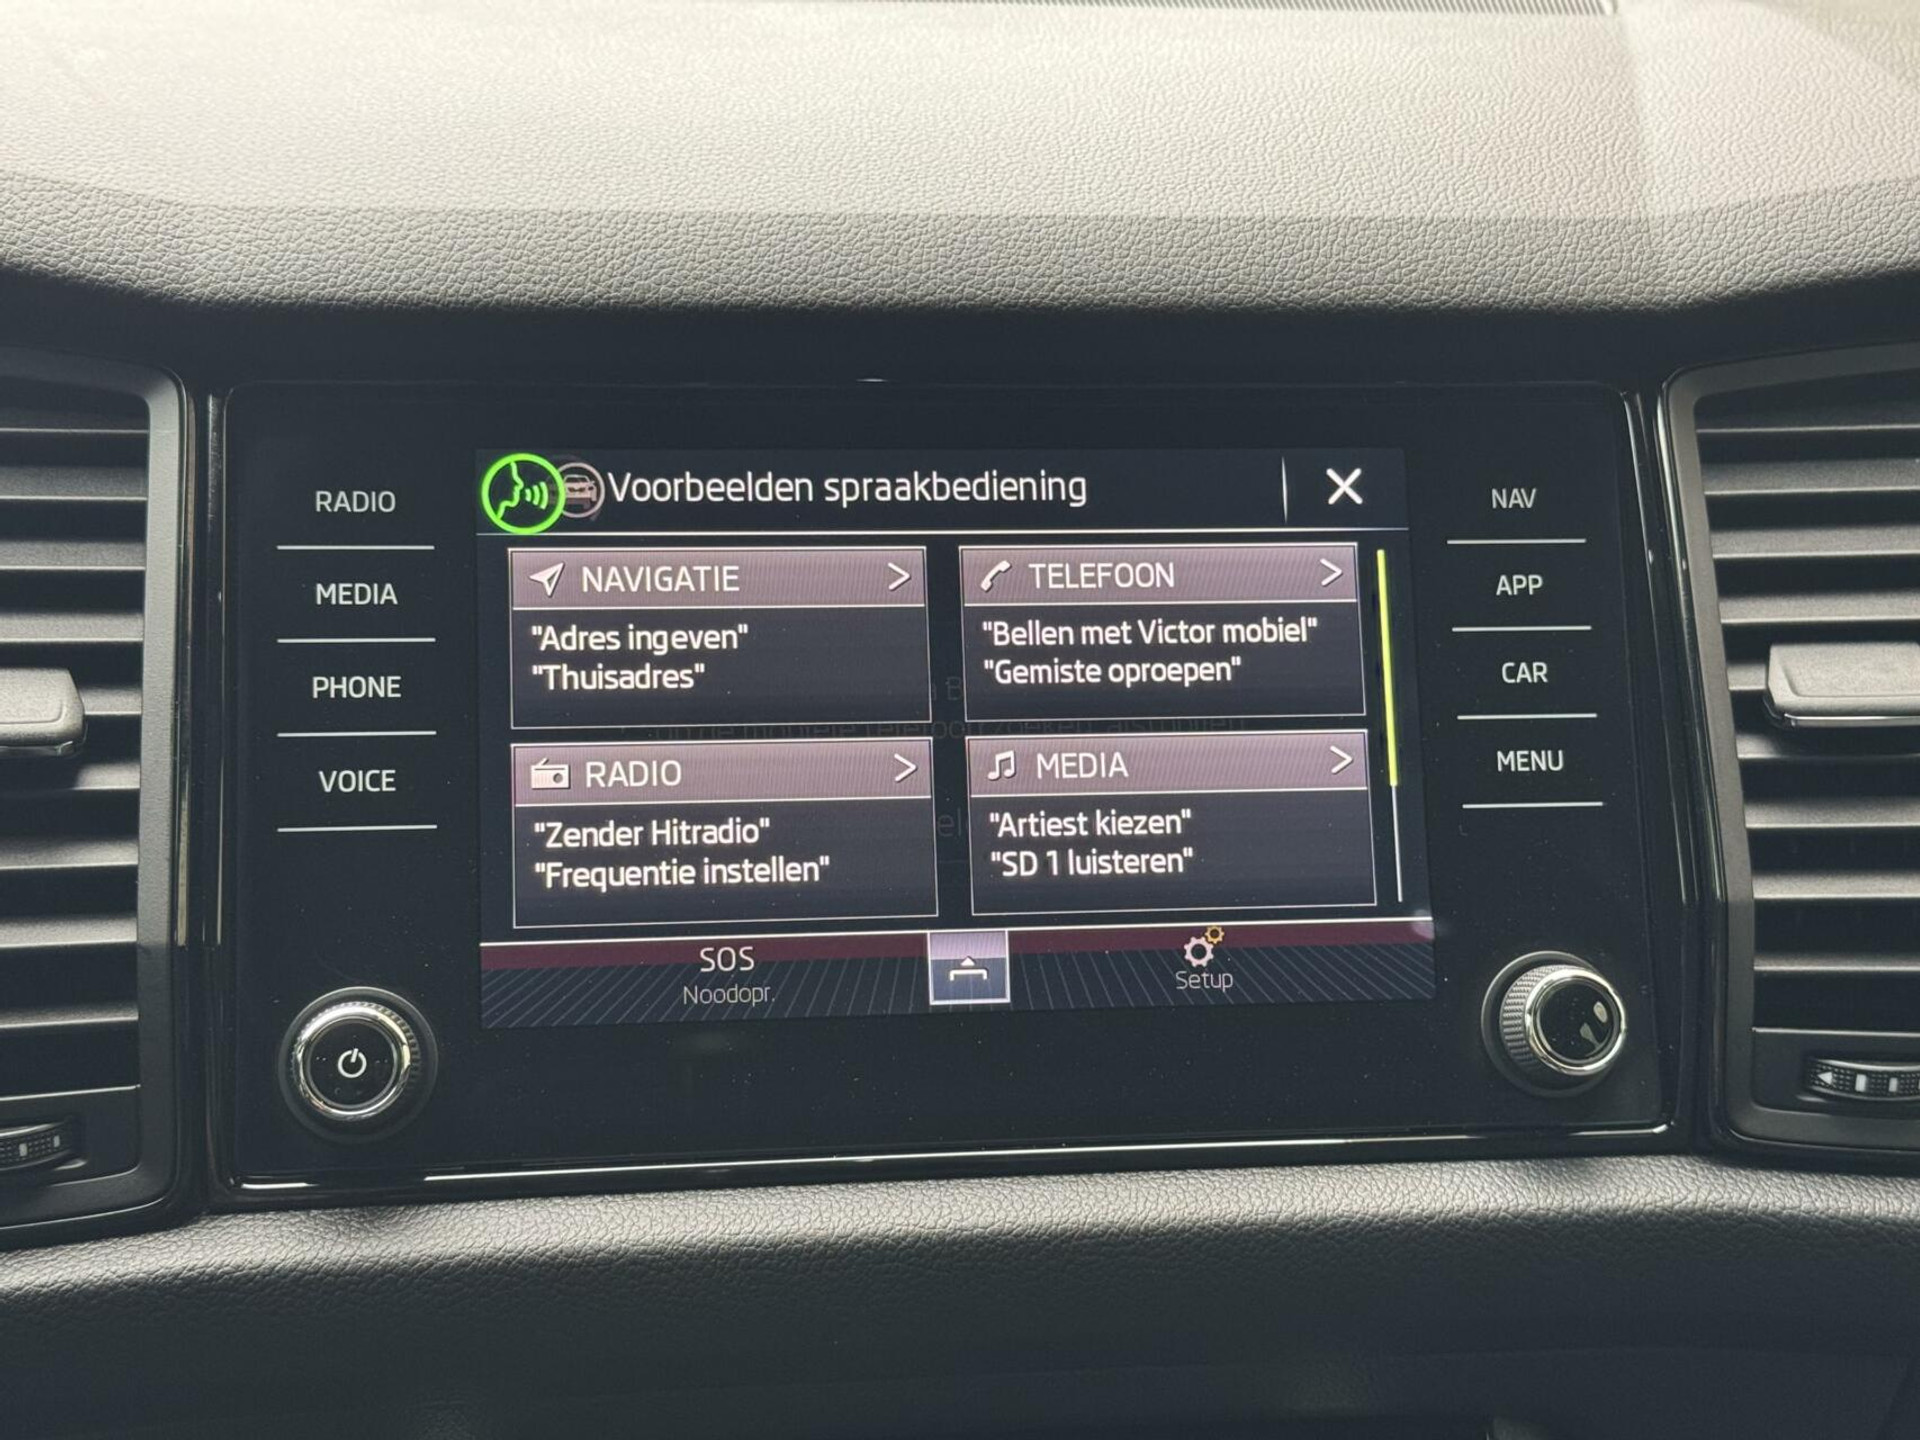 RADIO
MEDIA
PHONE
VOICE
Voorbeelden spraakbediening
NAVIGATIE
"Adres ingeven"
"Thuisadres"
TELEFOON
"Bellen met Victor mobiel"
"Gemiste oproepen"
RADIO
"Zender Hitradio"
"Frequentie instellen"
MEDIA
"Artiest kiezen"
"SD 1 luisteren"
SOS
Noodopr.
Setup
NAV
APP
CAR
MENU